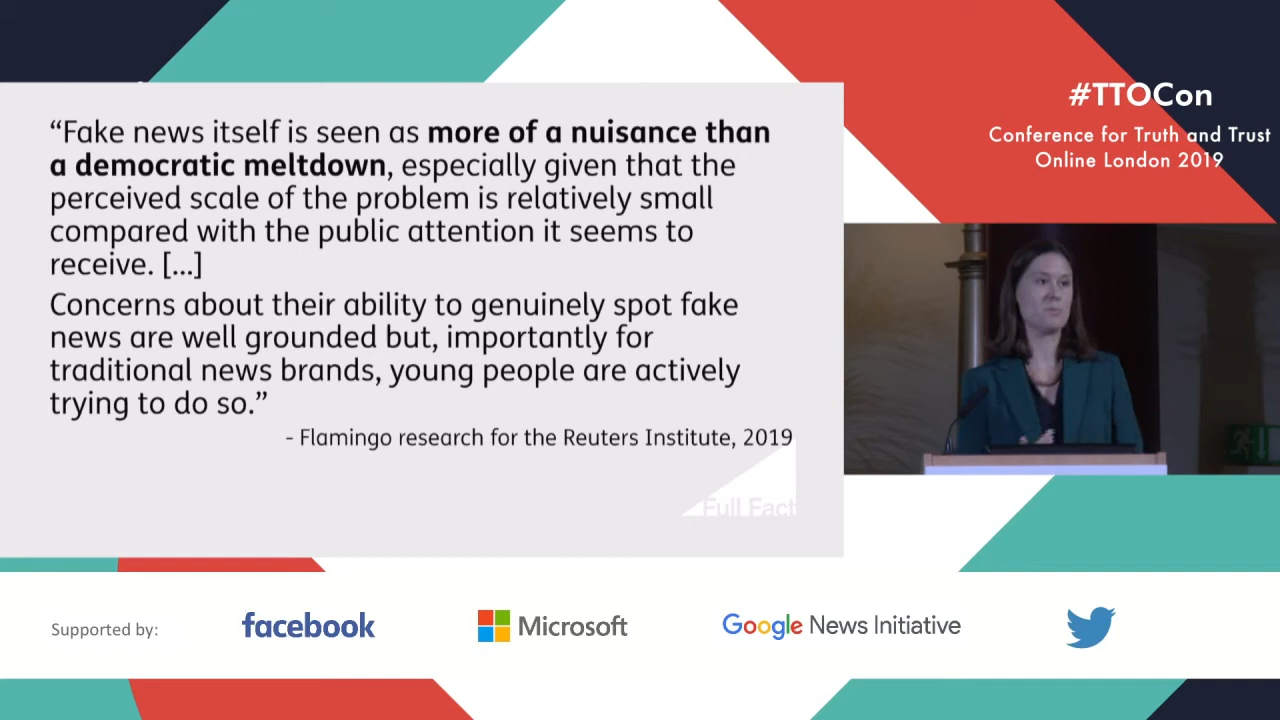 “Fake news itself is seen as more of a nuisance than
a democratic meltdown, especially given that the
perceived scale of the problem is relatively small
compared with the public attention it seems to
receive. [...]
Concerns about their ability to genuinely spot fake
news are well grounded but, importantly for
traditional news brands, young people are actively
trying to do so.”
- Flamingo research for the Reuters Institute, 2019
Full Fact
#TTOCon
Conference for Truth and Trust
Online London 2019
Supported by:
facebook
Microsoft
Google News Initiative